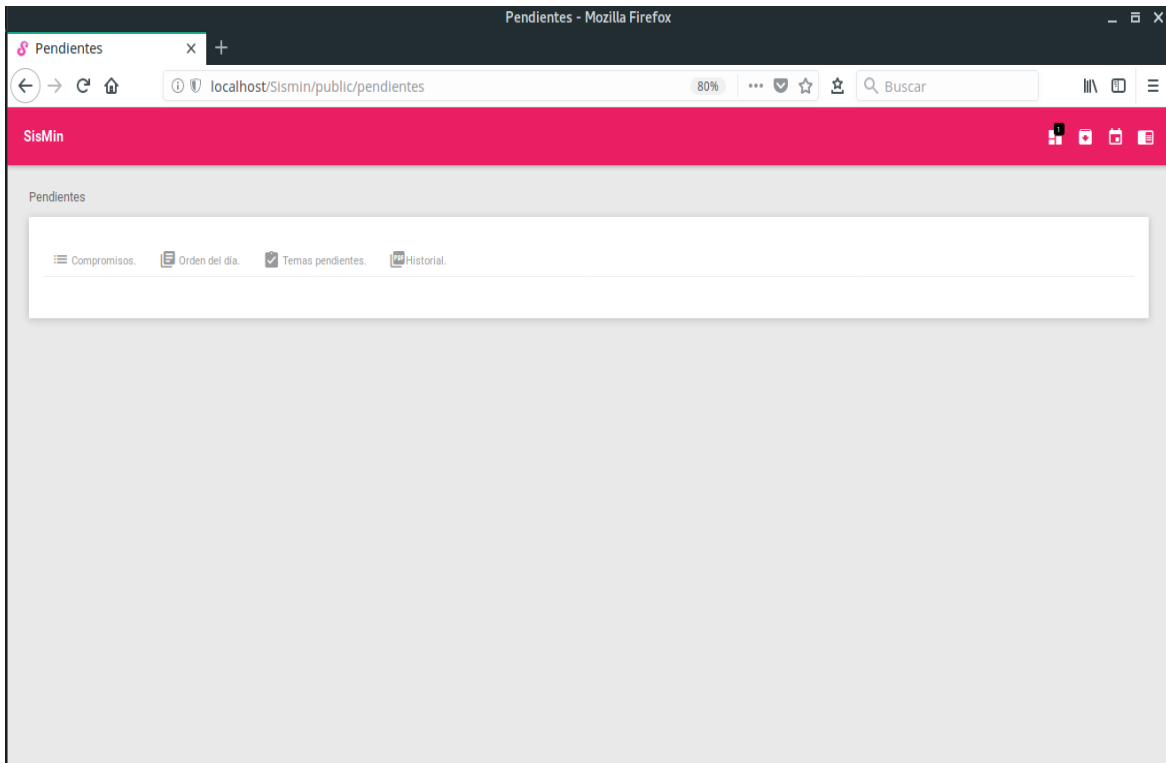 Pendientes - Mozilla Firefox
Pendientes
localhost/Sismin/public/pendientes 80% Buscar
SisMin 1
Pendientes
Compromisos. Orden del día. Temas pendientes. PDF Historial.